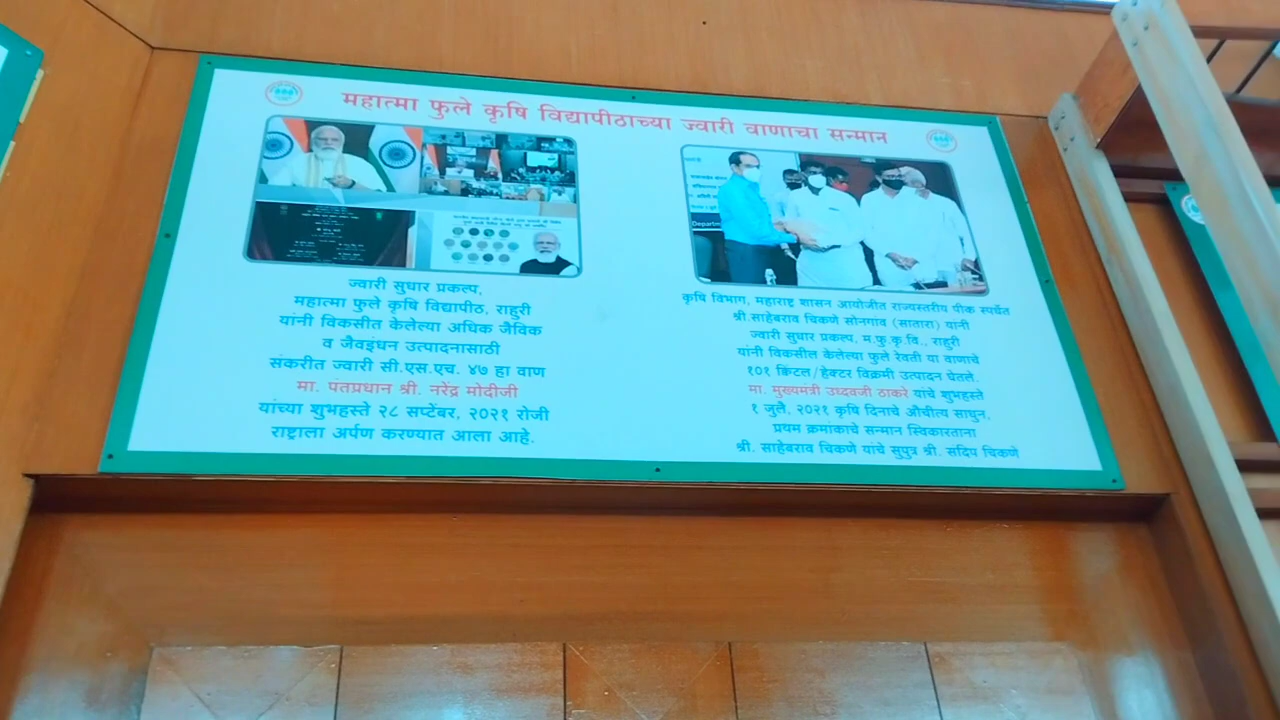 महात्मा फुले कृषि विद्यापीठाच्या ज्वारी वाणाचा सन्मान
ज्वारी सुधार प्रकल्प,
महात्मा फुले कृषि विद्यापीठ, राहुरी
यांनी विकसीत केलेल्या अधिक जैविक
व जैवइंधन उत्पादनासाठी
संकरीत ज्वारी सी.एस.एच. ४७ हा वाण
मा. पंतप्रधान श्री. नरेंद्र मोदीजी
यांच्या शुभहस्ते २८ सप्टेंबर, २०२१ रोजी
राष्ट्राला अर्पण करण्यात आला आहे.
Department
कृषि विभाग, महाराष्ट्र शासन आयोजीत राज्यस्तरीय पीक स्पर्धेत
श्री.साहेबराव चिकणे सोनगाव (सातारा) यांनी
ज्वारी सुधार प्रकल्प, म.फु.कृ.वि., राहुरी
यांनी विकसील केलेल्या फुले रेवती या वाणाचे
१०१ क्विंटल/हेक्टर विक्रमी उत्पादन घेतले.
मा. मुख्यमंत्री उध्दवजी ठाकरे यांचे शुभहस्ते
१ जुलै, २०२१ कृषि दिनाचे औचीत्य साधुन,
प्रथम क्रमांकाचे सन्मान स्विकारताना
श्री. साहेबराव चिकणे यांचे सुपुत्र श्री. संदिप चिकणे